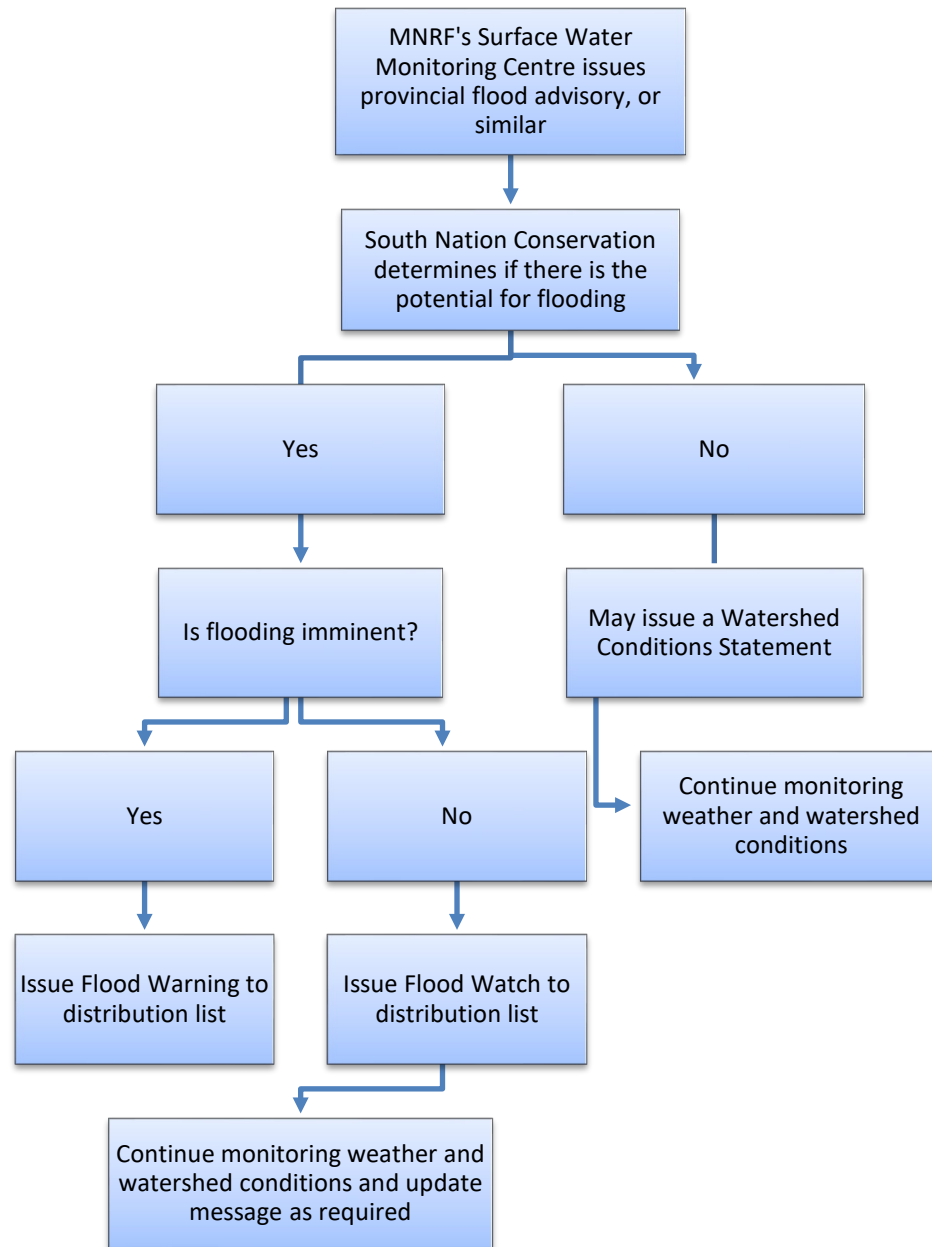 MNRF's Surface Water
Monitoring Centre issues
provincial flood advisory, or
similar
South Nation Conservation
determines if there is the
potential for flooding
Yes
No
Is flooding imminent?
May issue a Watershed
Conditions Statement
Yes
No
Continue monitoring
weather and watershed
conditions
Issue Flood Warning to
distribution list
Issue Flood Watch to
distribution list
Continue monitoring weather and
watershed conditions and update
message as required